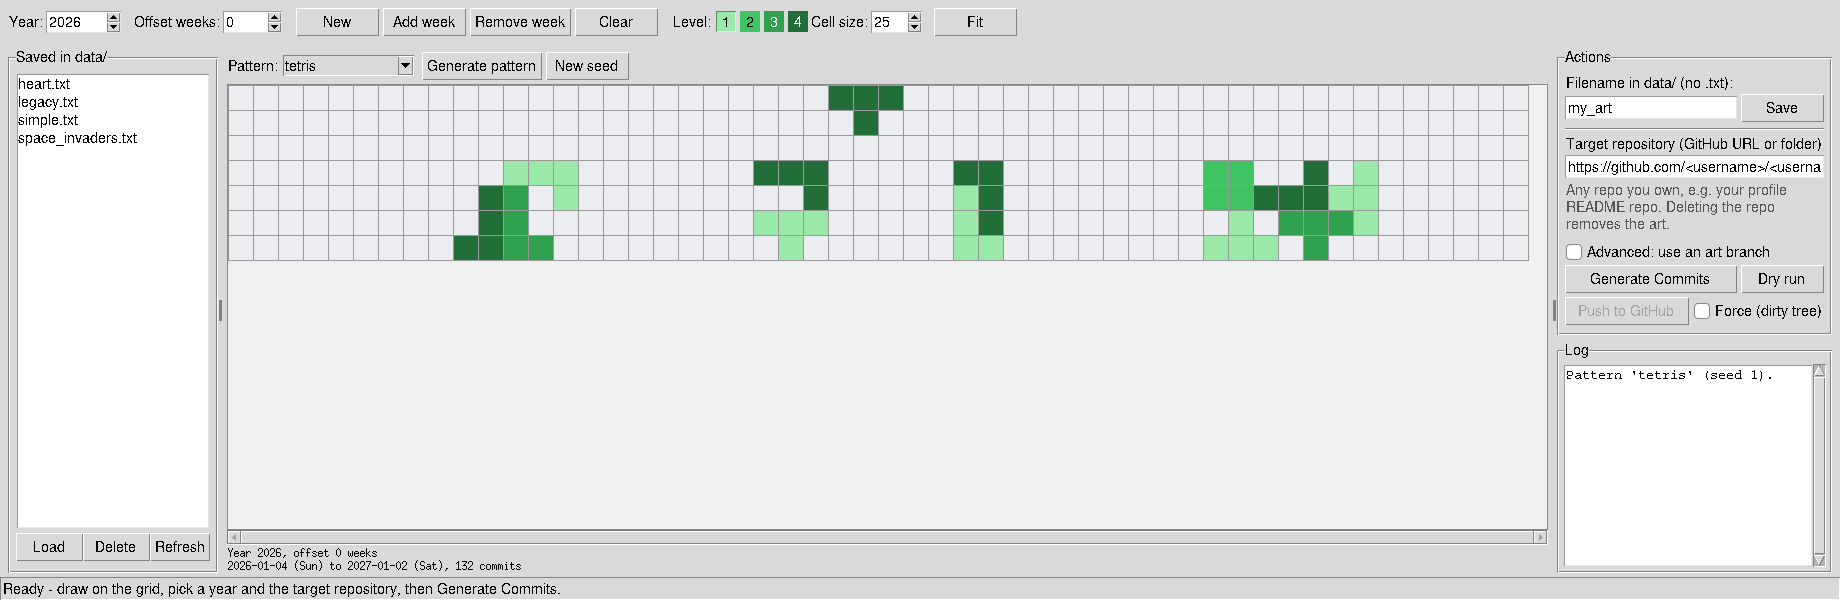 Year: 2026 Offset weeks: 0 New Add week Remove week Clear Level: 1 2 3 4 Cell size: 25 Fit
Saved in data/
heart.txt
legacy.txt
simple.txt
space_invaders.txt
Load Delete Refresh
Pattern: tetris Generate pattern New seed
Year 2026, offset 0 weeks
2026-01-04 (Sun) to 2027-01-02 (Sat), 132 commits
Actions
Filename in data/ (no .txt):
my_art Save
Target repository (GitHub URL or folder)
https://github.com/<username>/<userna
Any repo you own, e.g. your profile
README repo. Deleting the repo
removes the art.
Advanced: use an art branch
Generate Commits Dry run
Push to GitHub Force (dirty tree)
Log
Pattern 'tetris' (seed 1).
Ready - draw on the grid, pick a year and the target repository, then Generate Commits.